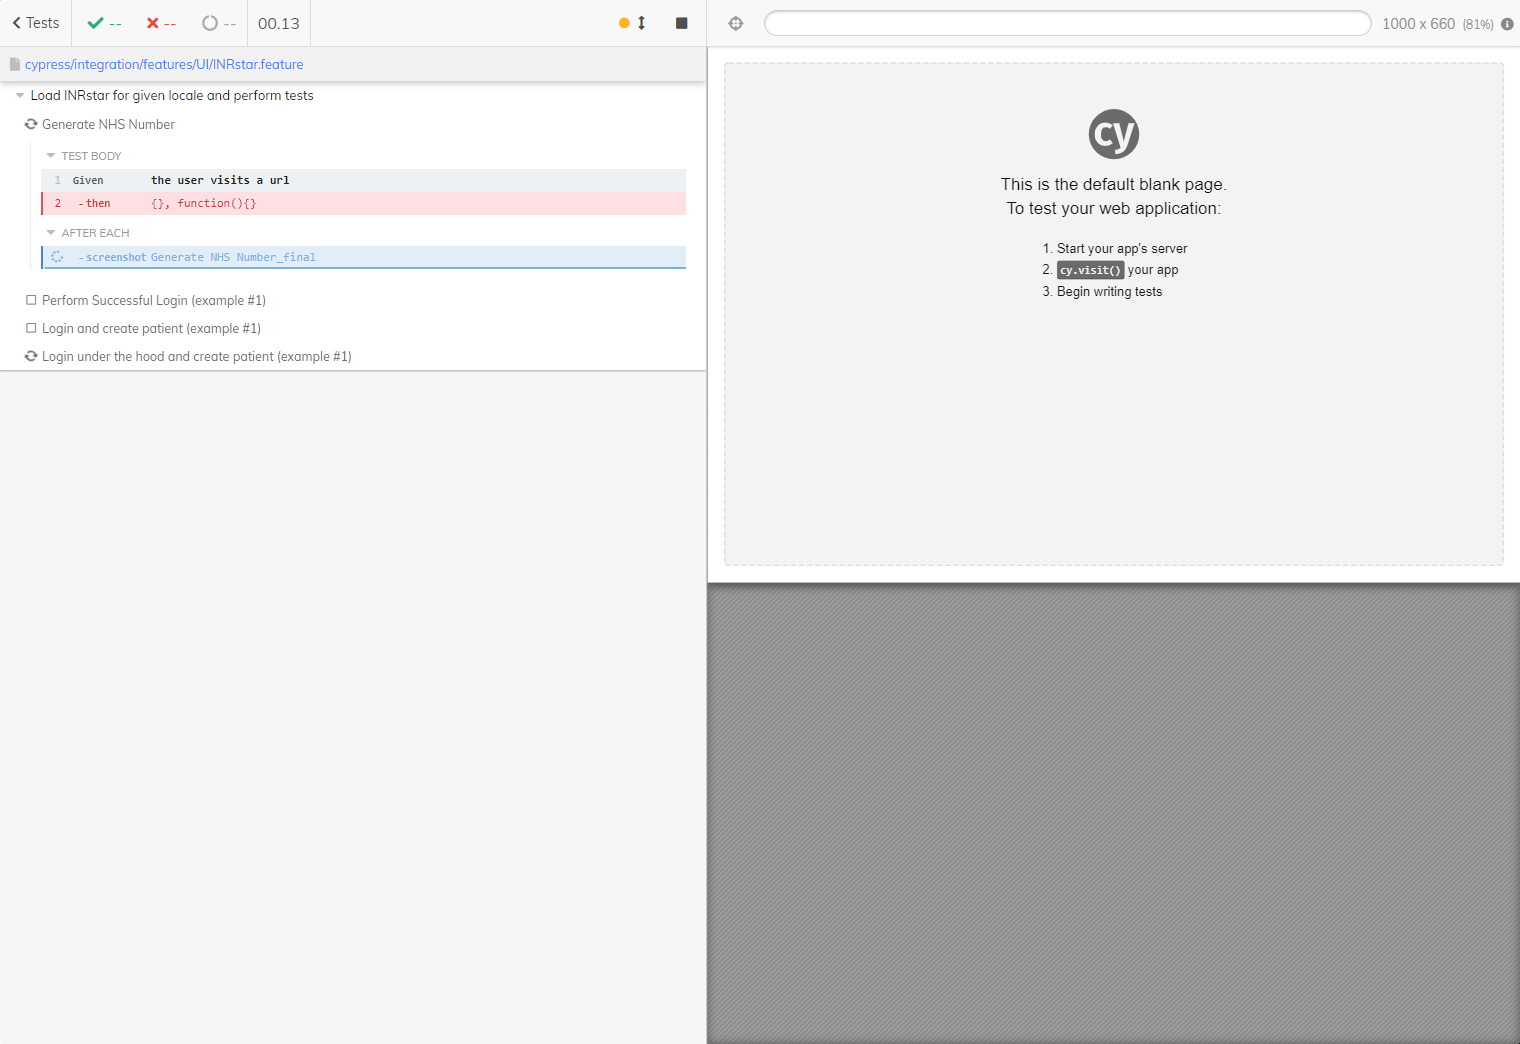 Tests -- -- -- 00.13
1000 x 660 (81%)
cypress/integration/features/UI/INRstar.feature
Load INRstar for given locale and perform tests
Generate NHS Number
TEST BODY
1 Given the user visits a url
2 -then {}, function(){}
AFTER EACH
-screenshot Generate NHS Number_final
Perform Successful Login (example #1)
Login and create patient (example #1)
Login under the hood and create patient (example #1)
cy
This is the default blank page.
To test your web application:
1. Start your app's server
2. cy.visit() your app
3. Begin writing tests